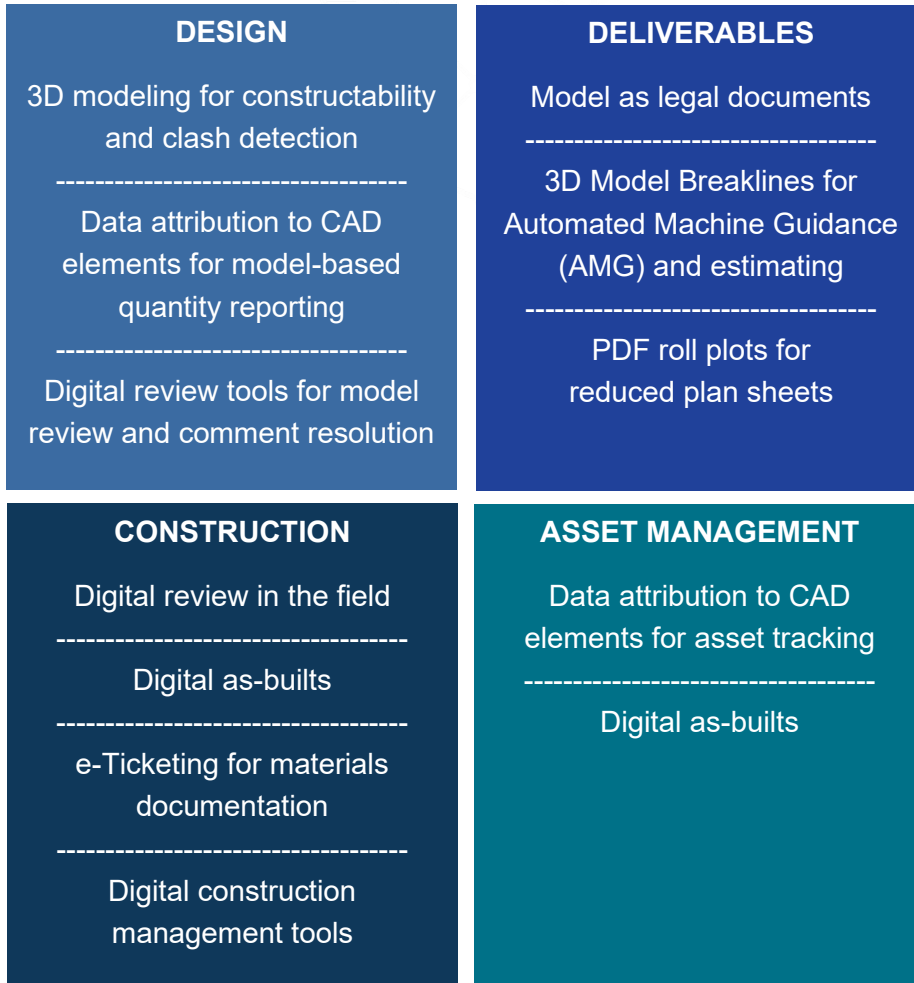 DESIGN
3D modeling for constructability
and clash detection
------------------------------------
Data attribution to CAD
elements for model-based
quantity reporting
------------------------------------
Digital review tools for model
review and comment resolution
DELIVERABLES
Model as legal documents
------------------------------------
3D Model Breaklines for
Automated Machine Guidance
(AMG) and estimating
------------------------------------
PDF roll plots for
reduced plan sheets
CONSTRUCTION
Digital review in the field
------------------------------------
Digital as-builts
------------------------------------
e-Ticketing for materials
documentation
------------------------------------
Digital construction
management tools
ASSET MANAGEMENT
Data attribution to CAD
elements for asset tracking
------------------------------------
Digital as-builts